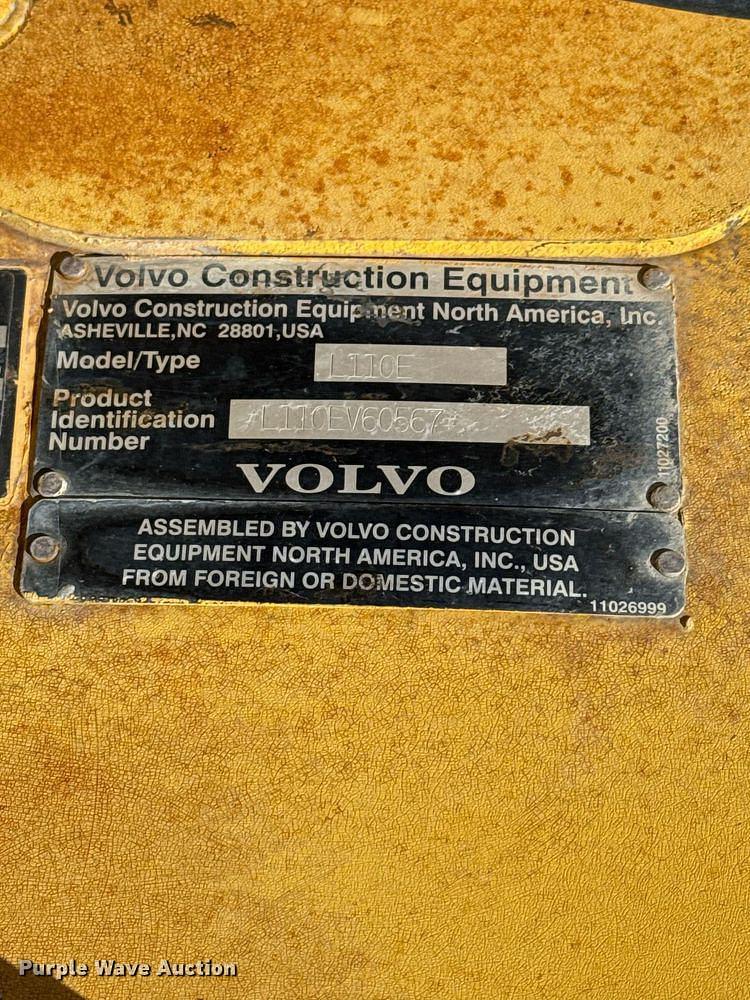 Volvo Construction Equipment
Volvo Construction Equipment North America, Inc.
ASHEVILLE,NC 28801,USA
Model/Type L110E
Product
Identification
Number
*L110EV60567*
11027200
VOLVO
ASSEMBLED BY VOLVO CONSTRUCTION
EQUIPMENT NORTH AMERICA, INC., USA
FROM FOREIGN OR DOMESTIC MATERIAL.
11026999
Purple Wave Auction